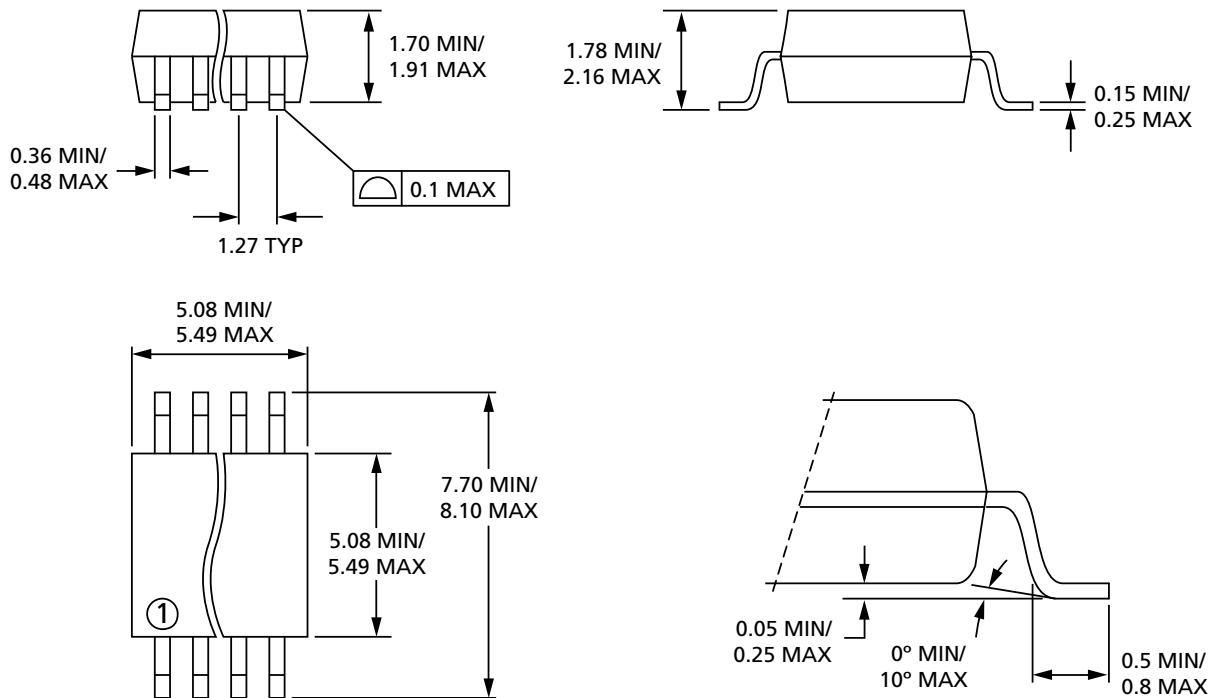 1.70 MIN/
1.91 MAX
0.36 MIN/
0.48 MAX
0.1 MAX
1.27 TYP
1.78 MIN/
2.16 MAX
0.15 MIN/
0.25 MAX
5.08 MIN/
5.49 MAX
7.70 MIN/
8.10 MAX
5.08 MIN/
5.49 MAX
1
0.05 MIN/
0.25 MAX
0º MIN/
10º MAX
0.5 MIN/
0.8 MAX